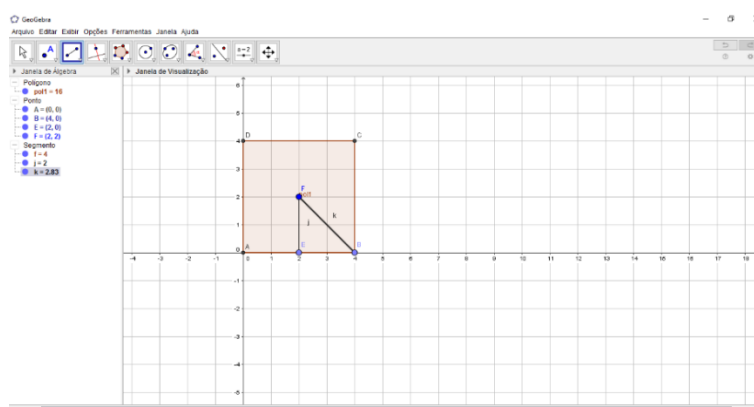 GeoGebra
Arquivo Editar Exibir Opções Ferramentas Janela Ajuda
A
a=2
Janela de Álgebra
Janela de Visualização
Polígono
pol1 = 16
Ponto
A = (0, 0)
B = (4, 0)
E = (2, 0)
F = (2, 2)
Segmento
f = 4
j = 2
k = 2.83
6
5
D
C
4
3
F
pol1
2
k
j
1
A
E
B
0
-4 -3 -2 -1 0 1 2 3 4 5 6 7 8 9 10 11 12 13 14 15 16 17 18
-1
-2
-3
-4
-5